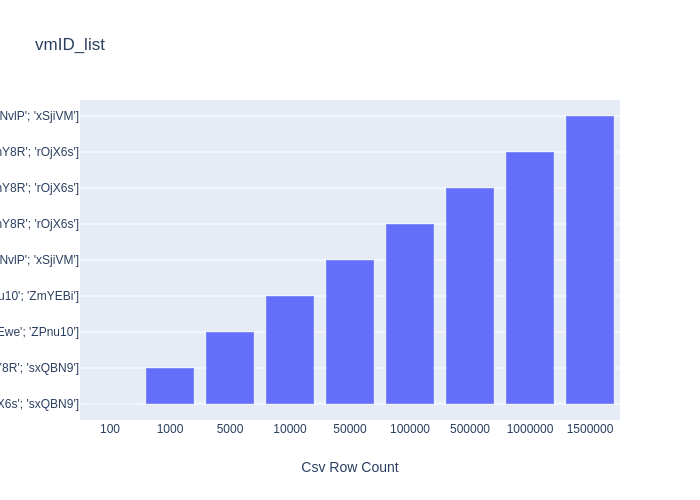 vmID_list
NvlP'; 'xSjiVM']
nY8R'; 'rOjX6s']
nY8R'; 'rOjX6s']
nY8R'; 'rOjX6s']
NvlP'; 'xSjiVM']
u10'; 'ZmYEBi']
Ewe'; 'ZPnu10']
Y8R'; 'sxQBN9']
X6s'; 'sxQBN9']
100 1000 5000 10000 50000 100000 500000 1000000 1500000
Csv Row Count